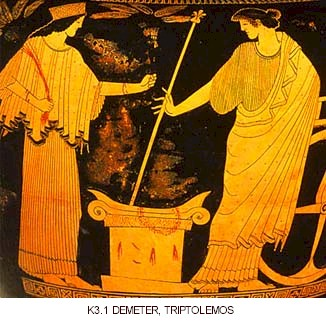 K3.1 DEMETER, TRIPTOLEMOS